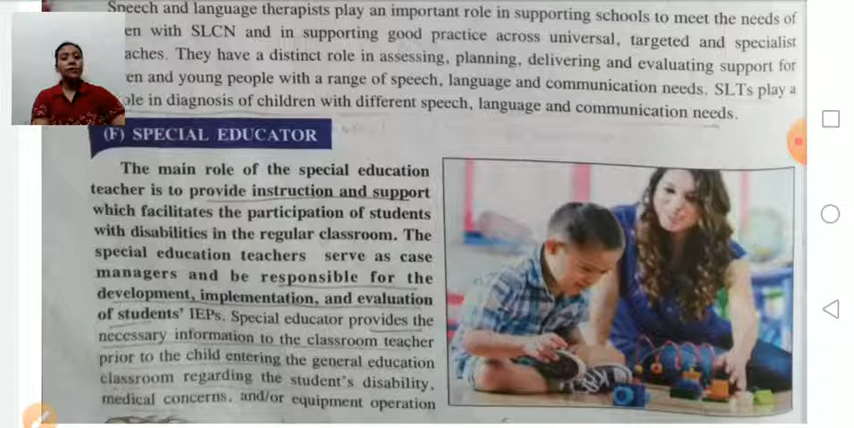 Speech and language therapists play an important role in supporting schools to meet the needs of
en with SLCN and in supporting good practice across universal, targeted and specialist
aches. They have a distinct role in assessing, planning, delivering and evaluating support for
en and young people with a range of speech, language and communication needs. SLTs play a
ole in diagnosis of children with different speech, language and communication needs.
(F) SPECIAL EDUCATOR
The main role of the special education
teacher is to provide instruction and support
which facilitates the participation of students
with disabilities in the regular classroom. The
special education teachers serve as case
managers and be responsible for the
development, implementation, and evaluation
of students' IEPs. Special educator provides the
necessary information to the classroom teacher
prior to the child entering the general education
classroom regarding the student's disability,
medical concerns, and/or equipment operation